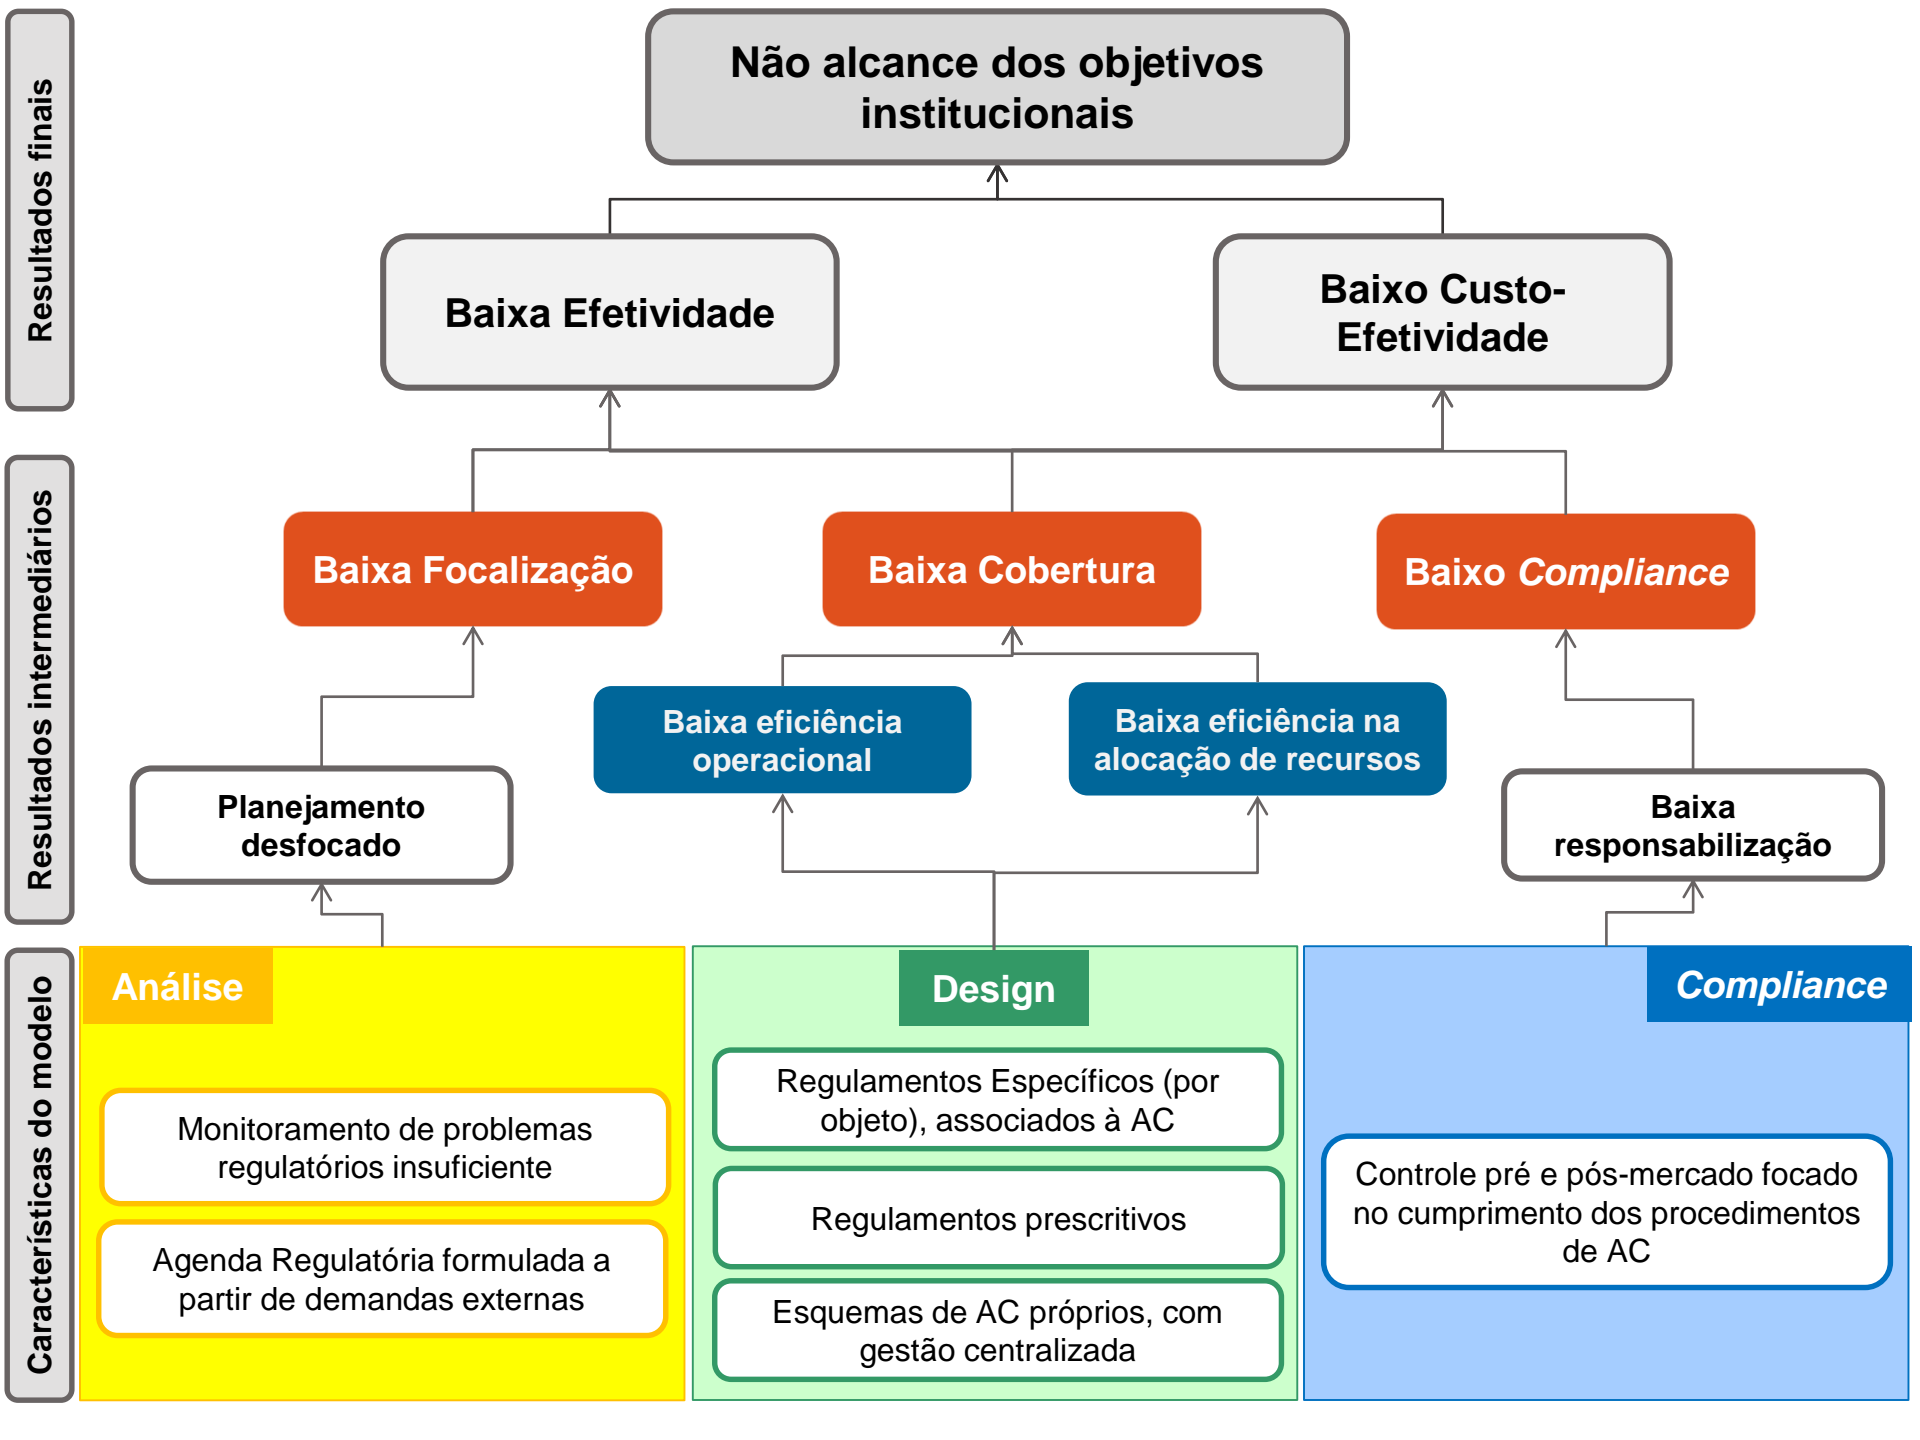 Resultados finais
Não alcance dos objetivos
institucionais
Baixa Efetividade
Baixo Custo-
Efetividade
Resultados intermediários
Baixa Focalização
Baixa Cobertura
Baixo Compliance
Baixa eficiência
operacional
Baixa eficiência na
alocação de recursos
Planejamento
desfocado
Baixa
responsabilização
Características do modelo
Análise
Monitoramento de problemas
regulatórios insuficiente
Agenda Regulatória formulada a
partir de demandas externas
Design
Regulamentos Específicos (por
objeto), associados à AC
Regulamentos prescritivos
Esquemas de AC próprios, com
gestão centralizada
Compliance
Controle pré e pós-mercado focado
no cumprimento dos procedimentos
de AC